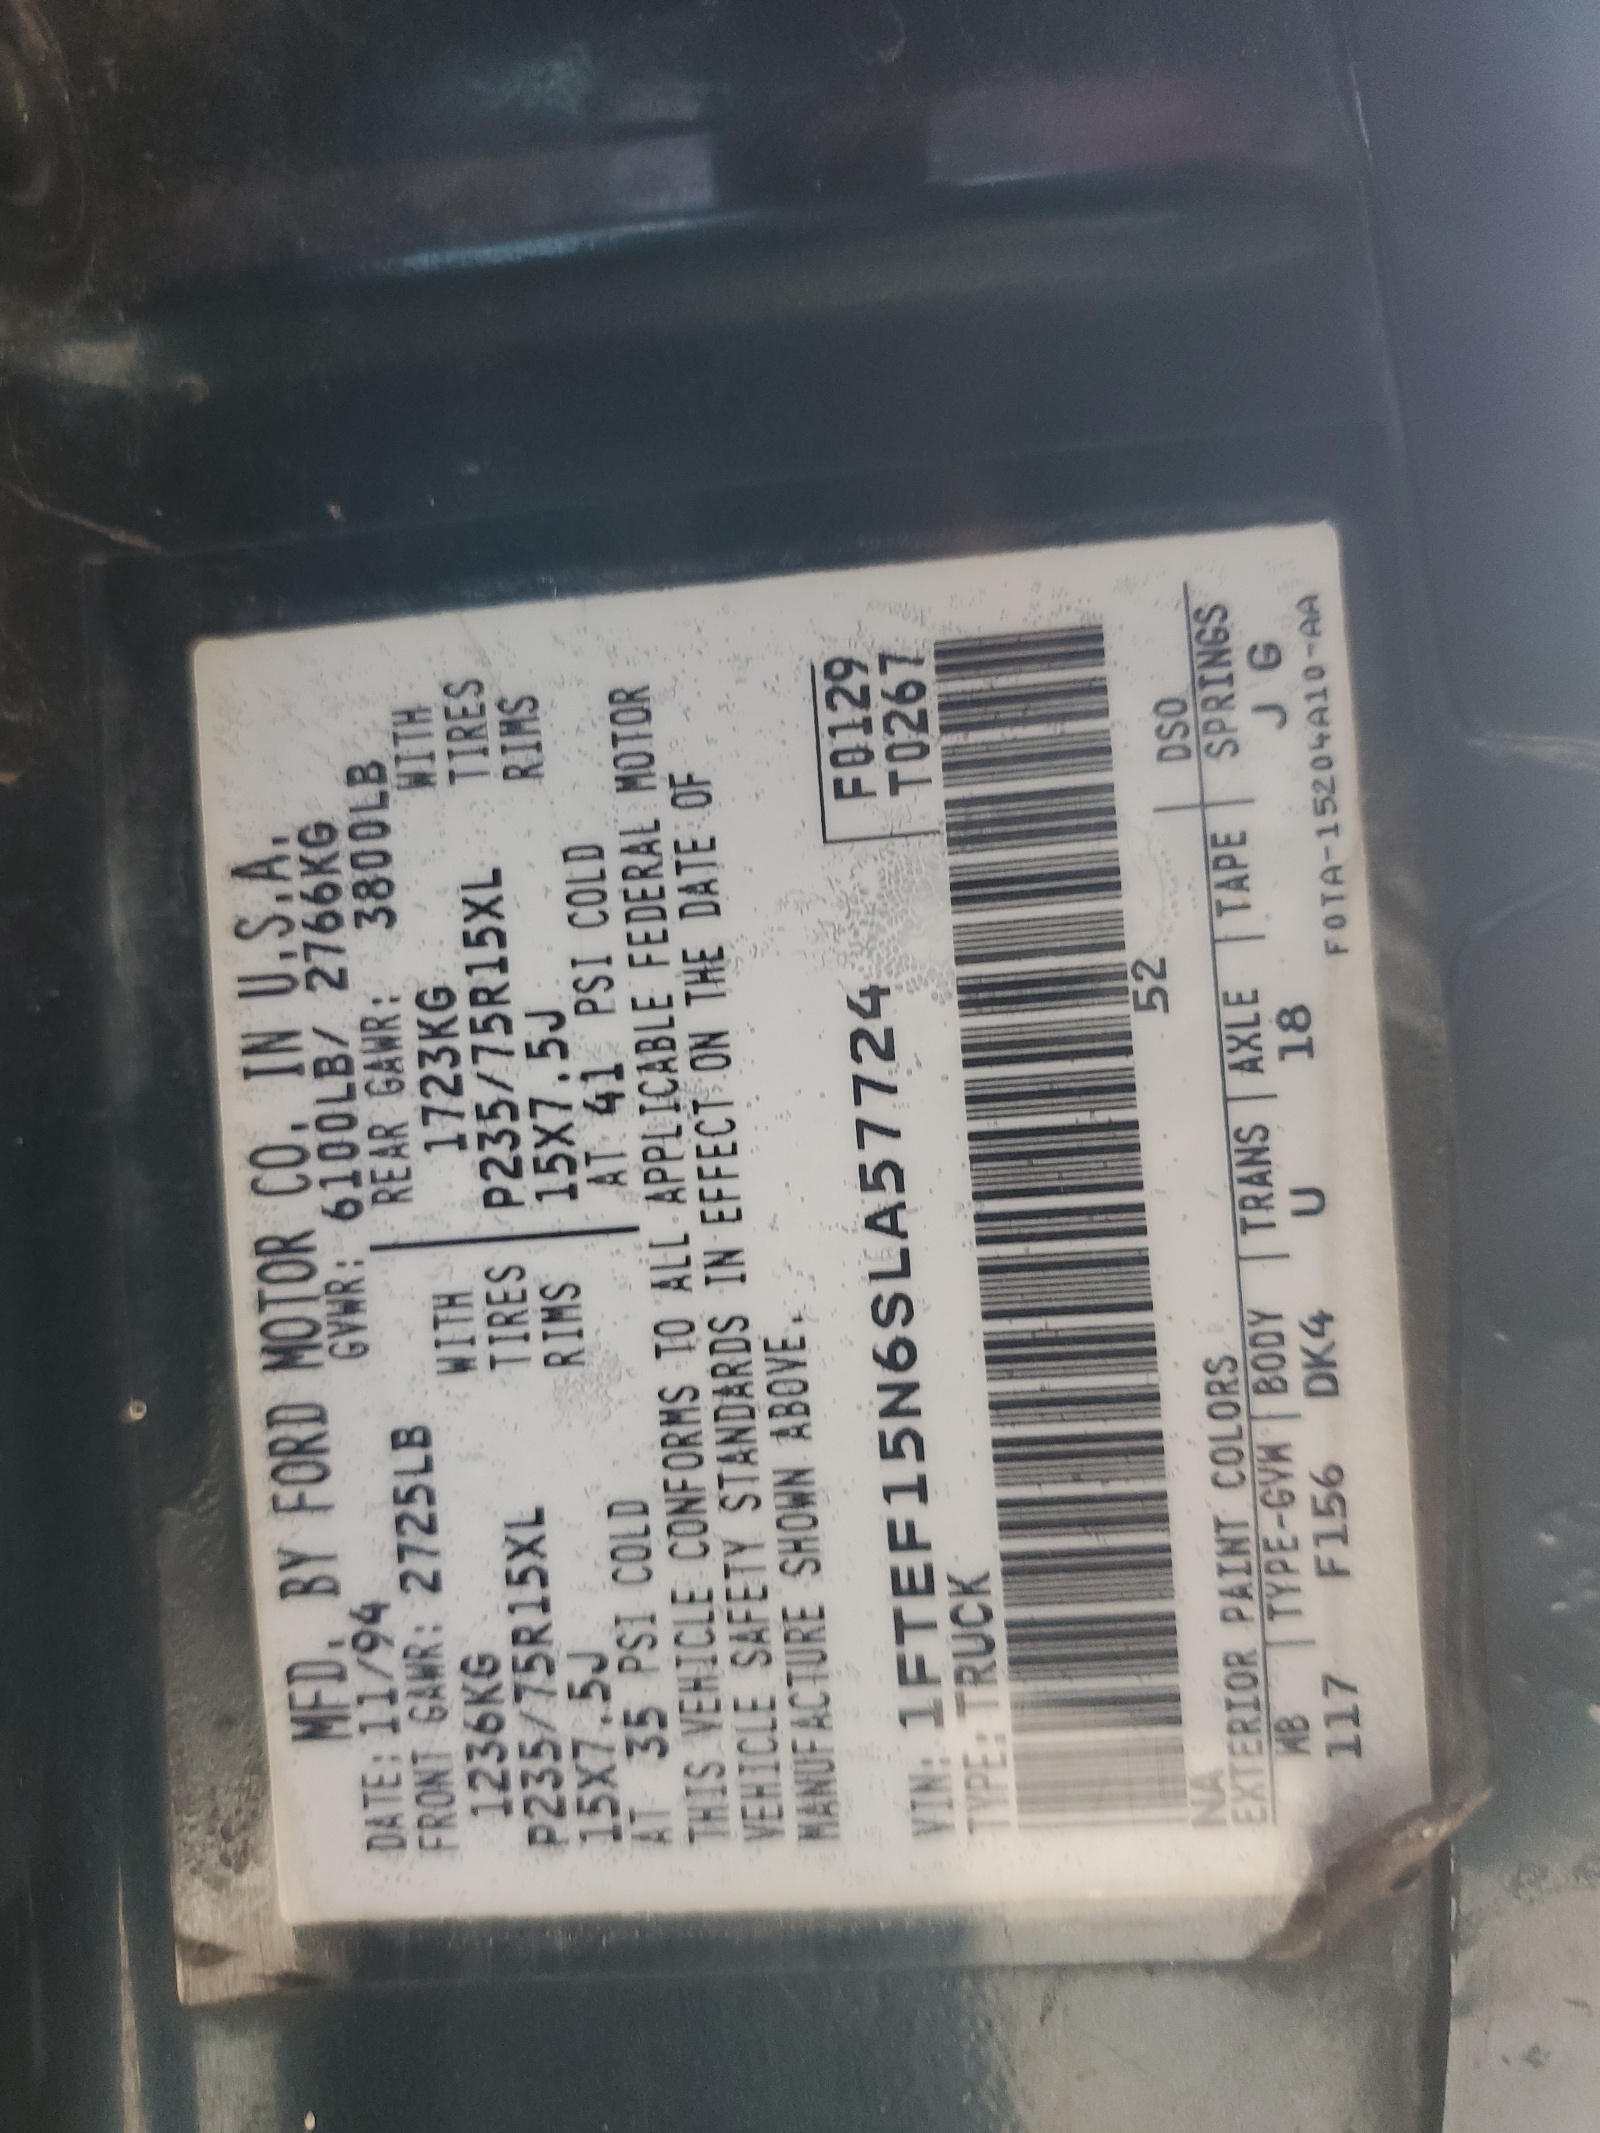 MFD. BY FORD MOTOR CO. IN U.S.A.
DATE: 11/94 GVWR: 6100LB/ 2766KG
FRONT GAWR: 2725LB REAR GAWR: 3800LB
1236KG WITH 1723KG WITH
P235/75R15XL TIRES P235/75R15XL TIRES
15X7.5J RIMS 15X7.5J RIMS
AT 35 PSI COLD AT 41 PSI COLD
THIS VEHICLE CONFORMS TO ALL APPLICABLE FEDERAL MOTOR
VEHICLE SAFETY STANDARDS IN EFFECT ON THE DATE OF
MANUFACTURE SHOWN ABOVE.
F0129
VIN: 1FTEF15N6SLA57724 T0267
TYPE: TRUCK
NA 52
EXTERIOR PAINT COLORS DSO
WB | TYPE-GVW | BODY | TRANS | AXLE | TAPE | SPRINGS
117 F156 DK4 U 18 J G
F0TA-15204A10-AA